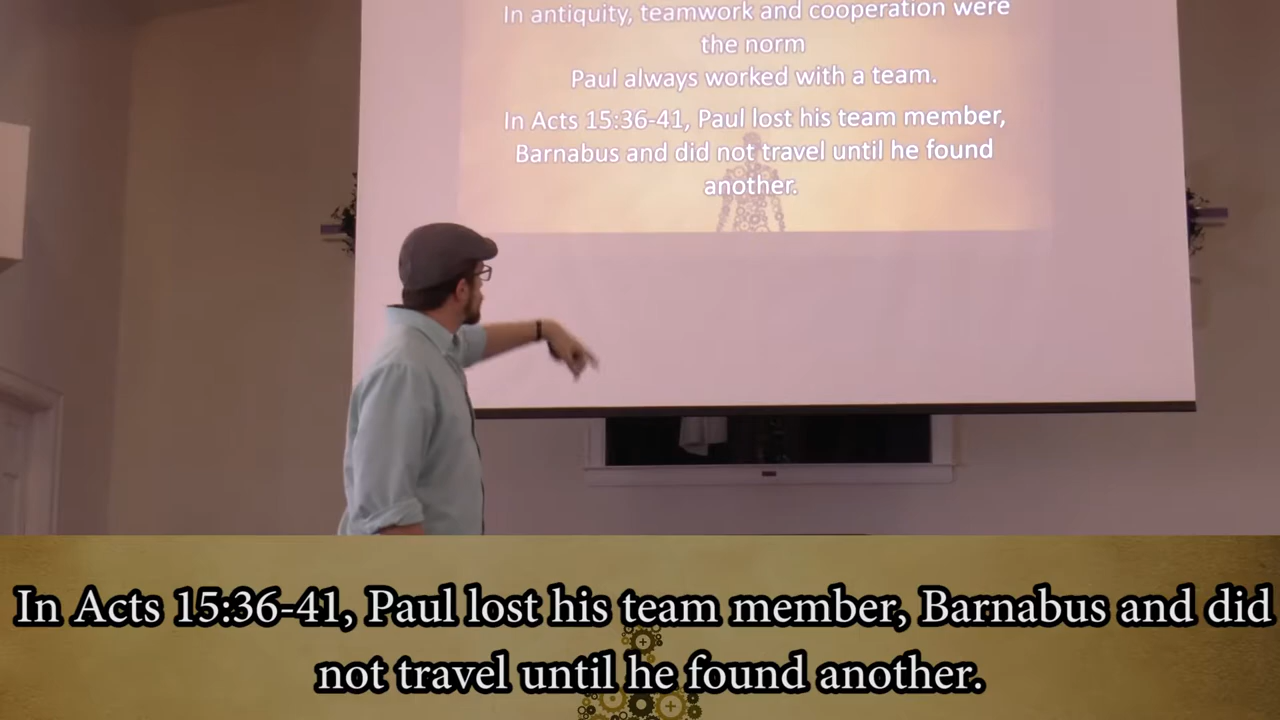 In antiquity, teamwork and cooperation were
the norm
Paul always worked with a team.
In Acts 15:36-41, Paul lost his team member,
Barnabus and did not travel until he found
another.
In Acts 15:36-41, Paul lost his team member, Barnabus and did
not travel until he found another.